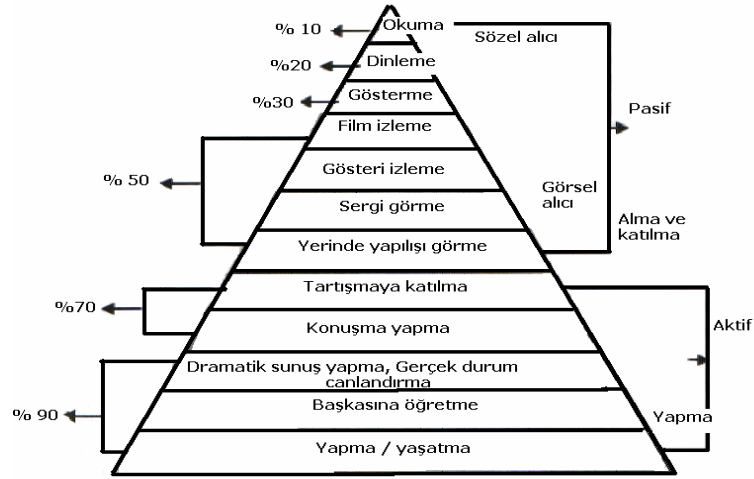 % 10
Okuma
Sözel alıcı
%20
Dinleme
%30
Gösterme
Pasif
Film izleme
% 50
Gösteri izleme
Görsel
alıcı
Sergi görme
Alma ve
katılma
Yerinde yapılışı görme
%70
Tartışmaya katılma
Konuşma yapma
Aktif
Dramatik sunuş yapma, Gerçek durum
canlandırma
% 90
Başkasına öğretme
Yapma
Yapma / yaşatma